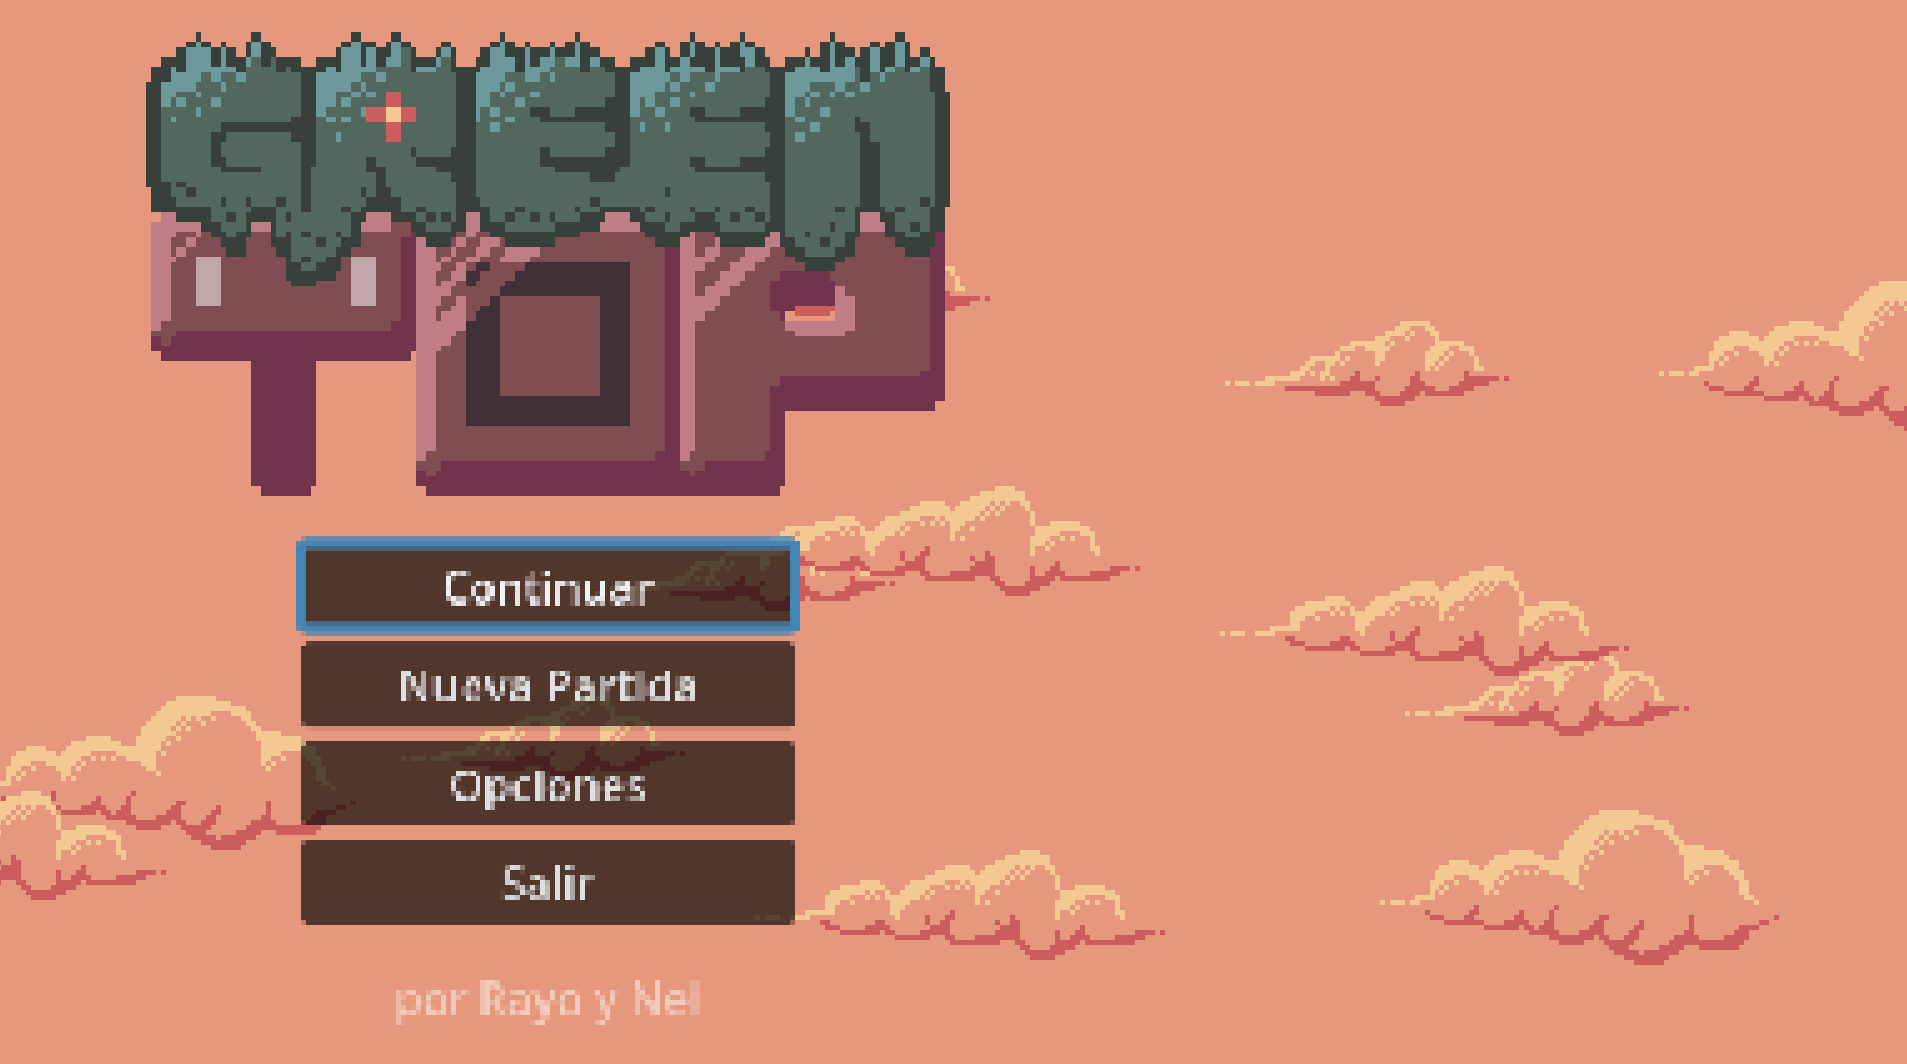 GREEN
TOP
Continuar
Nueva Partida
Opciones
Salir
por Rayo y Nel